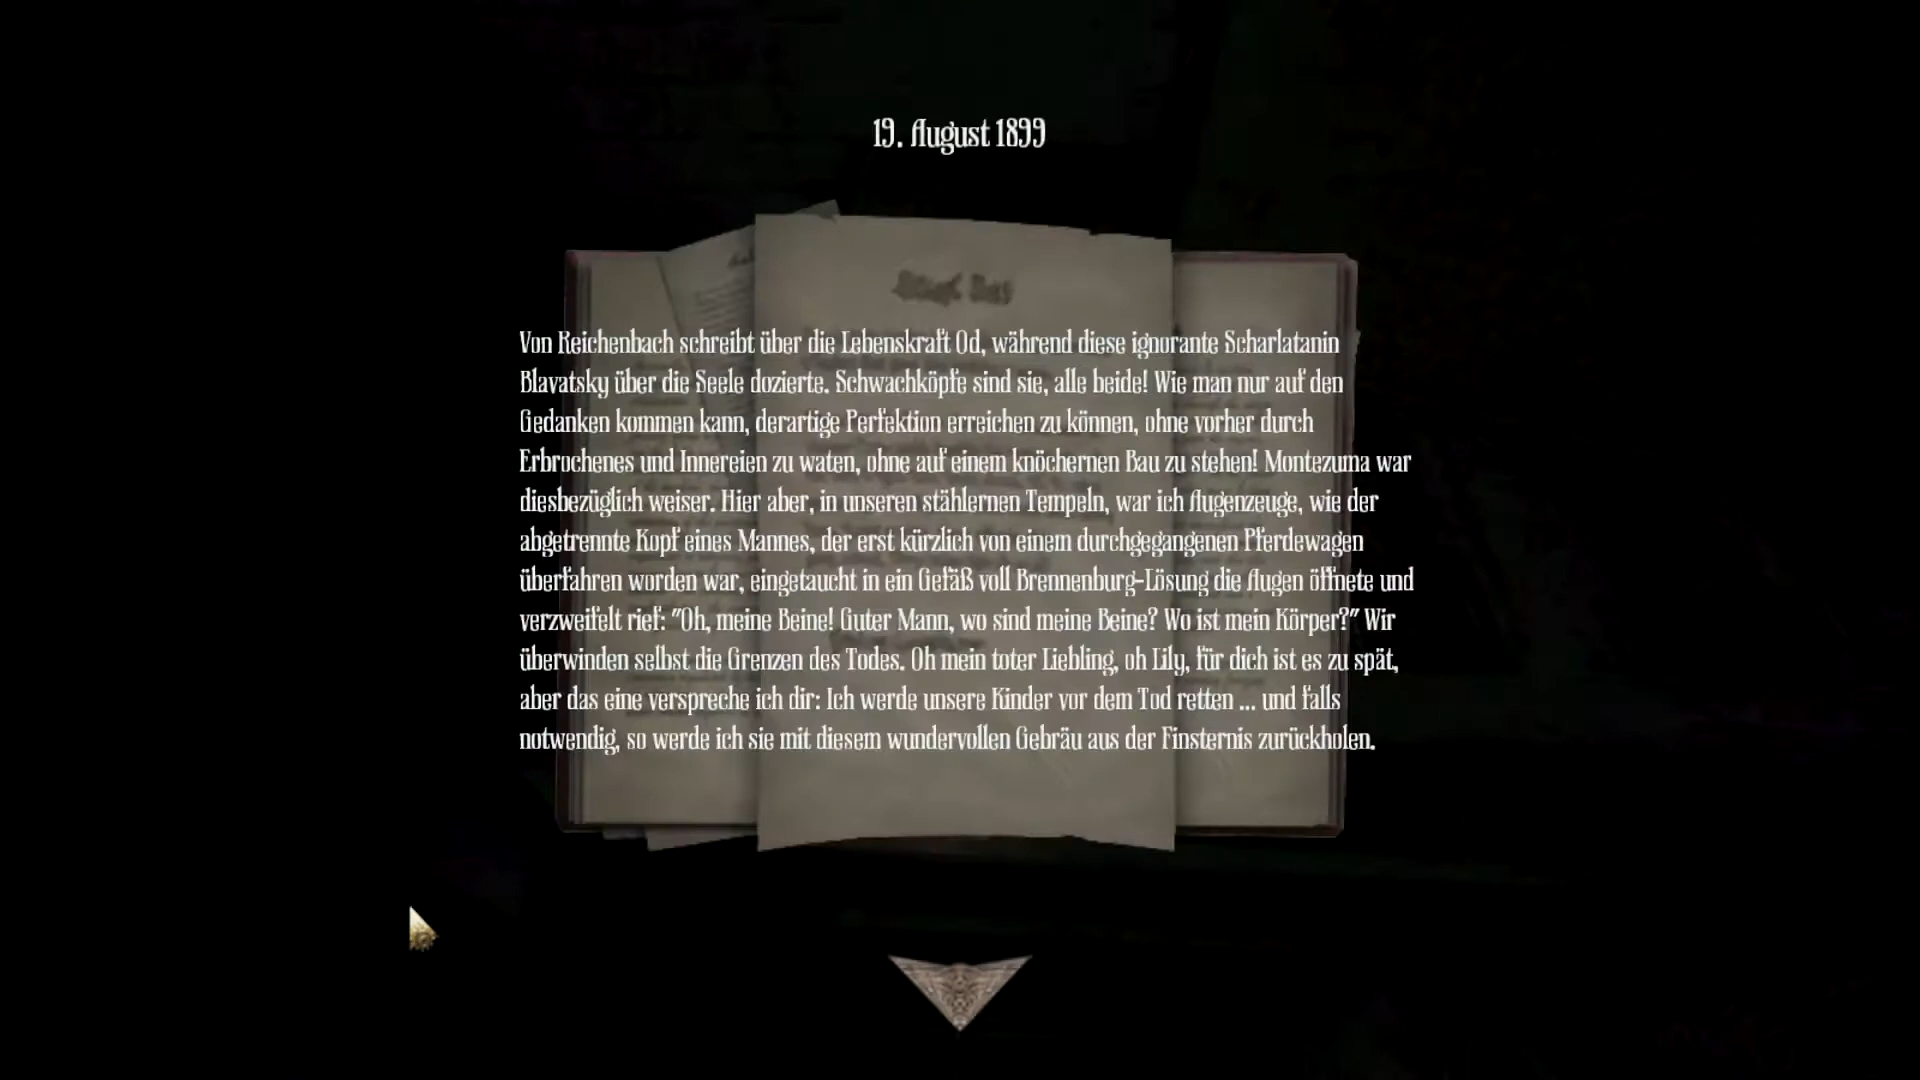 19. August 1899
Von Reichenbach schreibt über die Lebenskraft Od, während diese ignorante Scharlatanin
Blavatsky über die Seele dozierte. Schwachköpfe sind sie, alle beide! Wie man nur auf den
Gedanken kommen kann, derartige Perfektion erreichen zu können, ohne vorher durch
Erbrochenes und Innereien zu waten, ohne auf einem knöchernen Bau zu stehen! Montezuma war
diesbezüglich weiser. Hier aber, in unseren stählernen Tempeln, war ich Augenzeuge, wie der
abgetrennte Kopf eines Mannes, der erst kürzlich von einem durchgegangenen Pferdewagen
überfahren worden war, eingetaucht in ein Gefäß voll Brennenburg-Lösung die Augen öffnete und
verzweifelt rief: "Oh, meine Beine! Guter Mann, wo sind meine Beine? Wo ist mein Körper?" Wir
überwinden selbst die Grenzen des Todes. Oh mein toter Liebling, oh Lily, für dich ist es zu spät,
aber das eine verspreche ich dir: Ich werde unsere Kinder vor dem Tod retten ... und falls
notwendig, so werde ich sie mit diesem wundervollen Gebräu aus der Finsternis zurückholen.